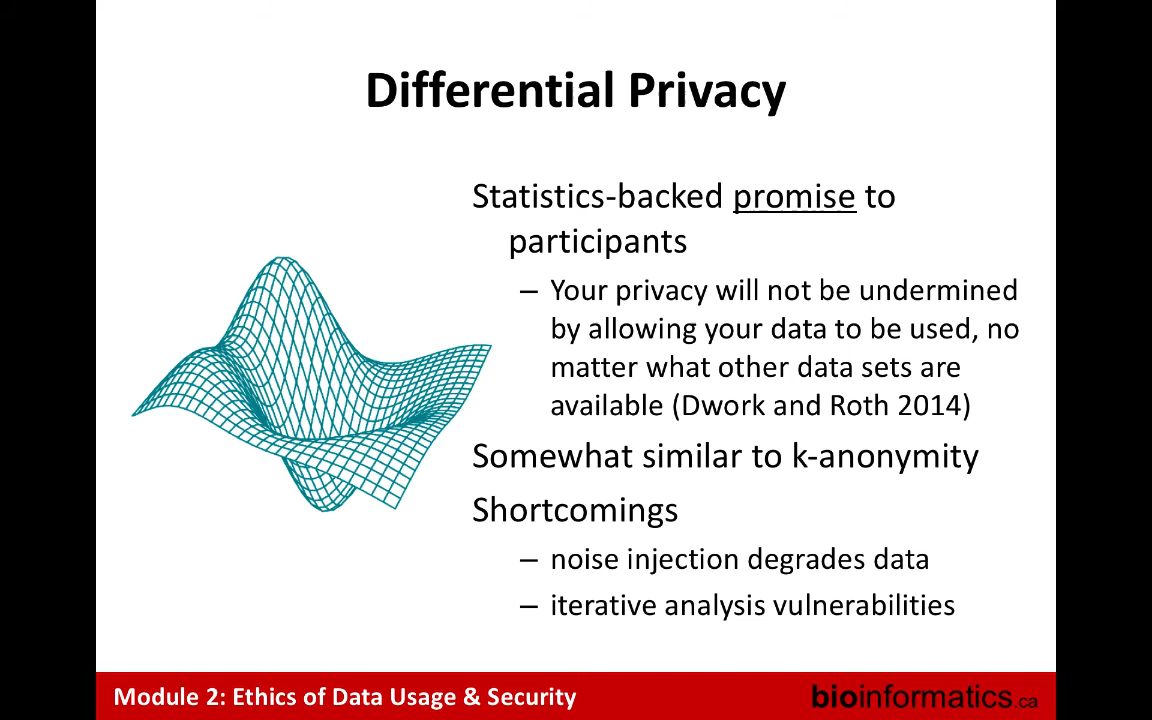 Differential Privacy
Statistics-backed promise to
participants
– Your privacy will not be undermined
by allowing your data to be used, no
matter what other data sets are
available (Dwork and Roth 2014)
Somewhat similar to k-anonymity
Shortcomings
– noise injection degrades data
– iterative analysis vulnerabilities
Module 2: Ethics of Data Usage & Security
bioinformatics.ca